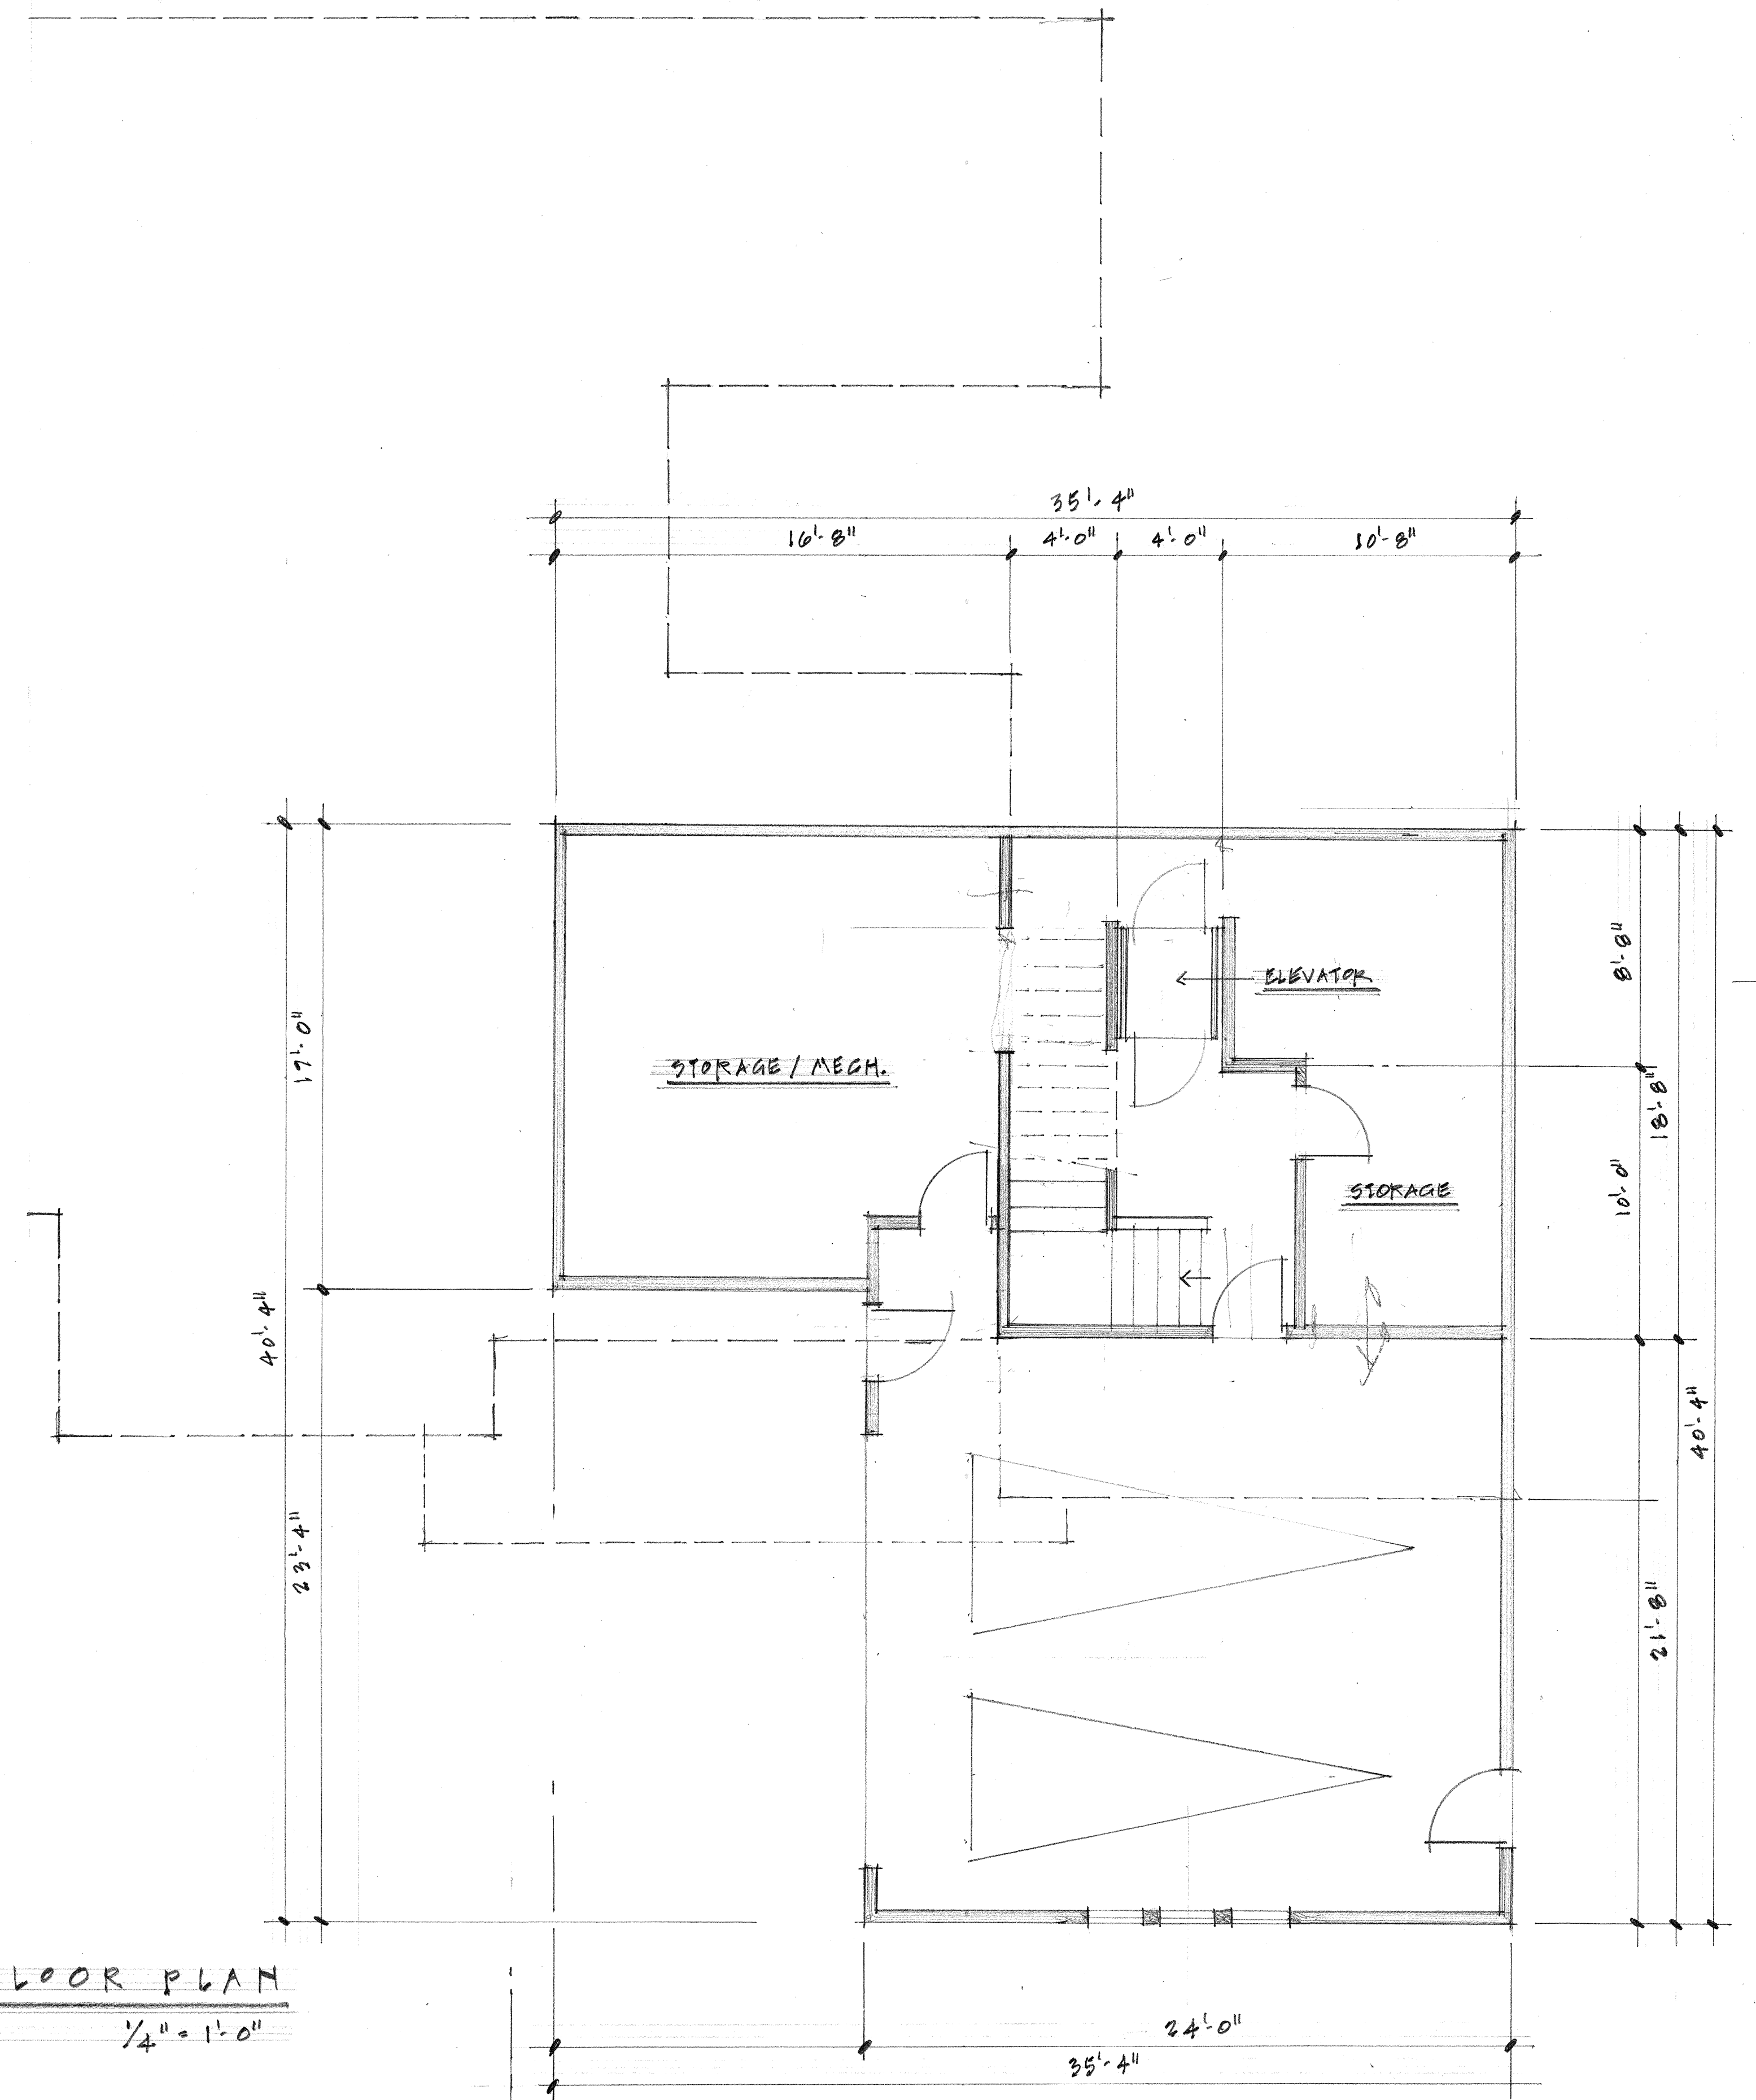 35'-4"
16'-8" 4'-0" 4'-0" 10'-8"
8'-8"
ELEVATOR
17'-0"
STORAGE / MECH.
18'-8"
10'-0"
STORAGE
40'-4"
40'-4"
23'-4"
21'-8"
LOOR PLAN
1/4" = 1'-0"
24'-0"
35'-4"